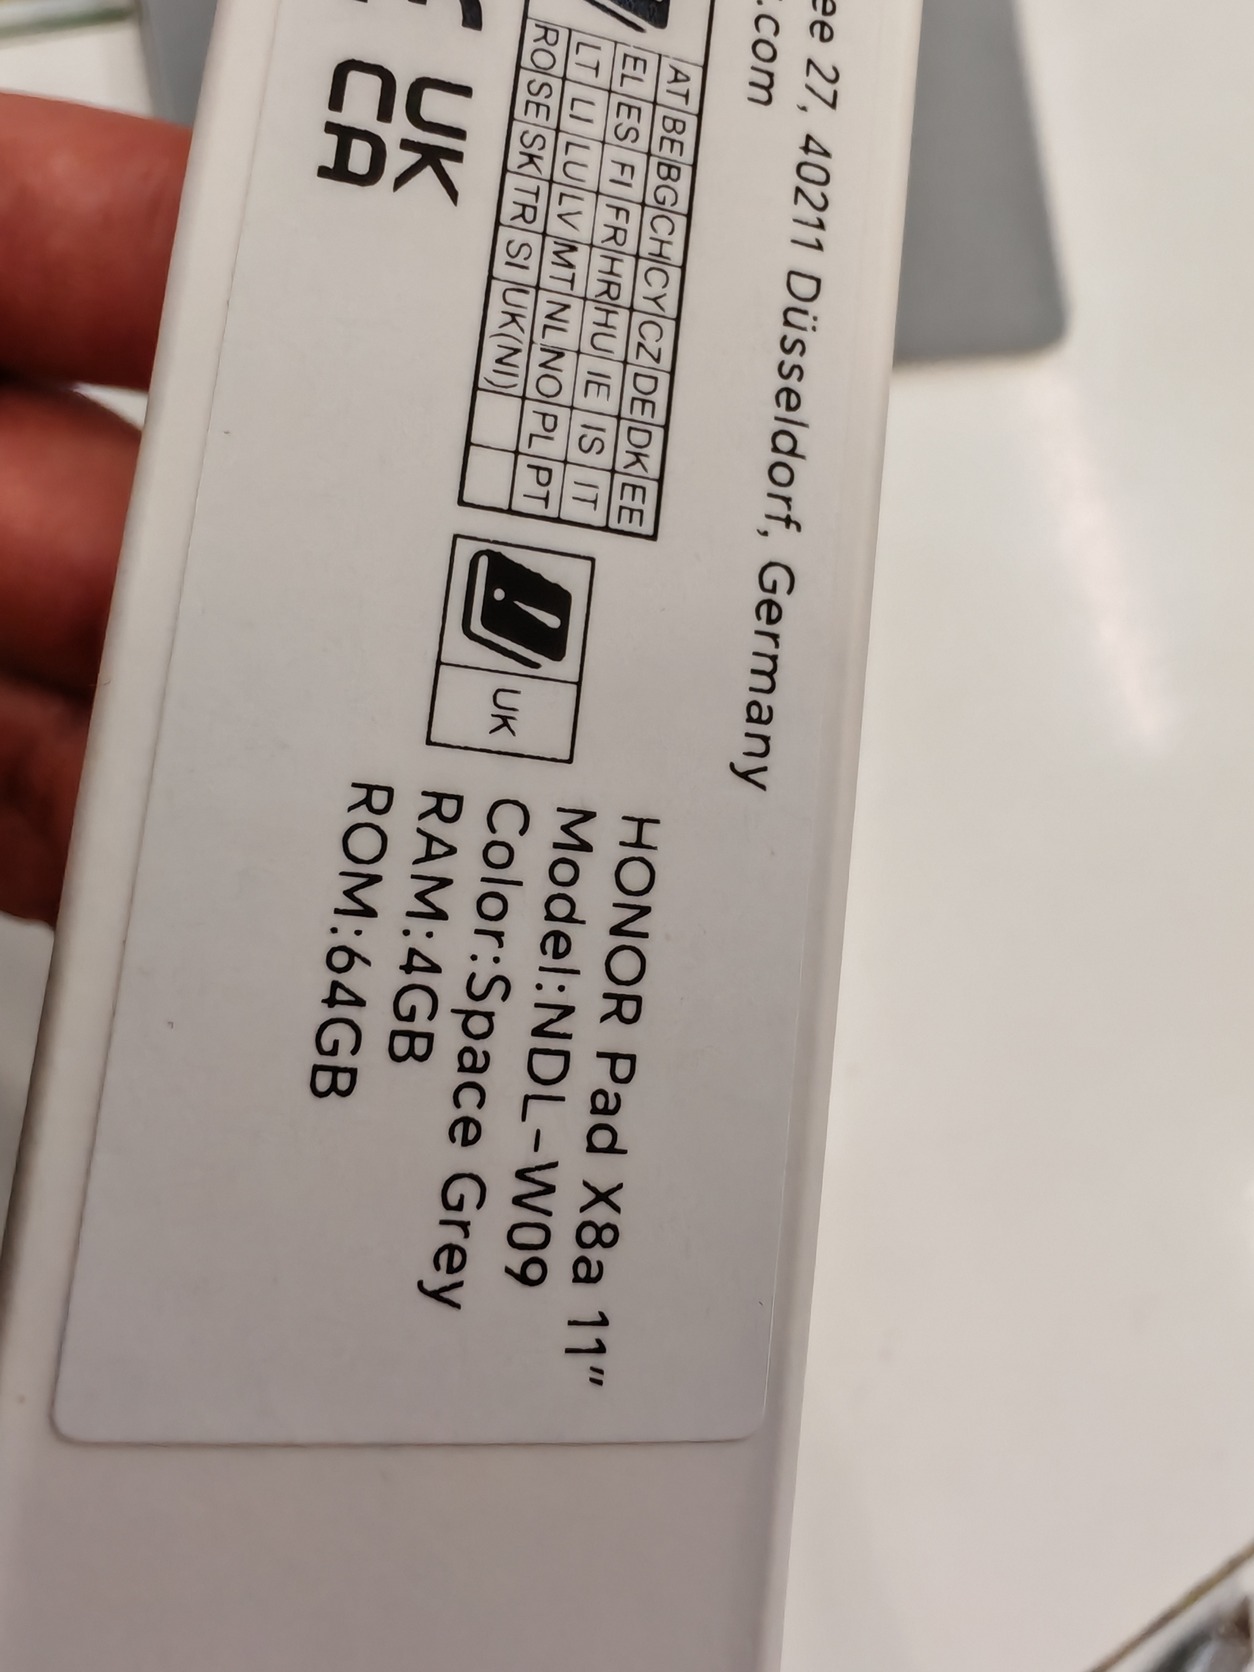 27, 40211 Düsseldorf, Germany
.com
AT BE BG CH CY CZ DE DK EE
EL ES FI FR HR HU IE IS IT
LT LI LU LV MT NL NO PL PT
RO SE SK TR SI UK(NI)
UK
CA
UK
HONOR Pad X8a 11"
Model:NDL-W09
Color:Space Grey
RAM:4GB
ROM:64GB